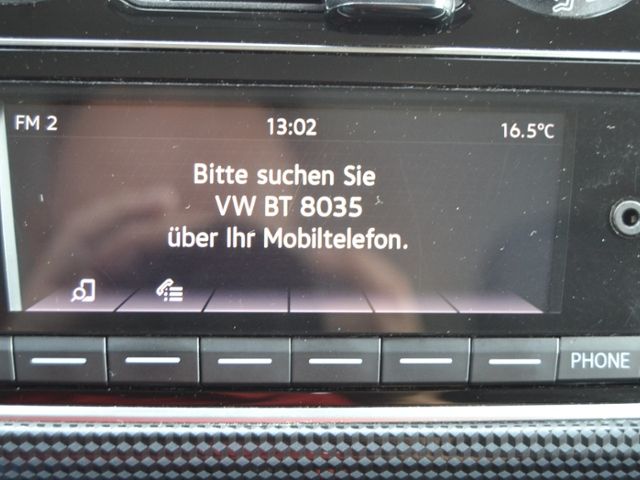 FM 2 13:02 16.5°C
Bitte suchen Sie
VW BT 8035
über Ihr Mobiltelefon.
PHONE